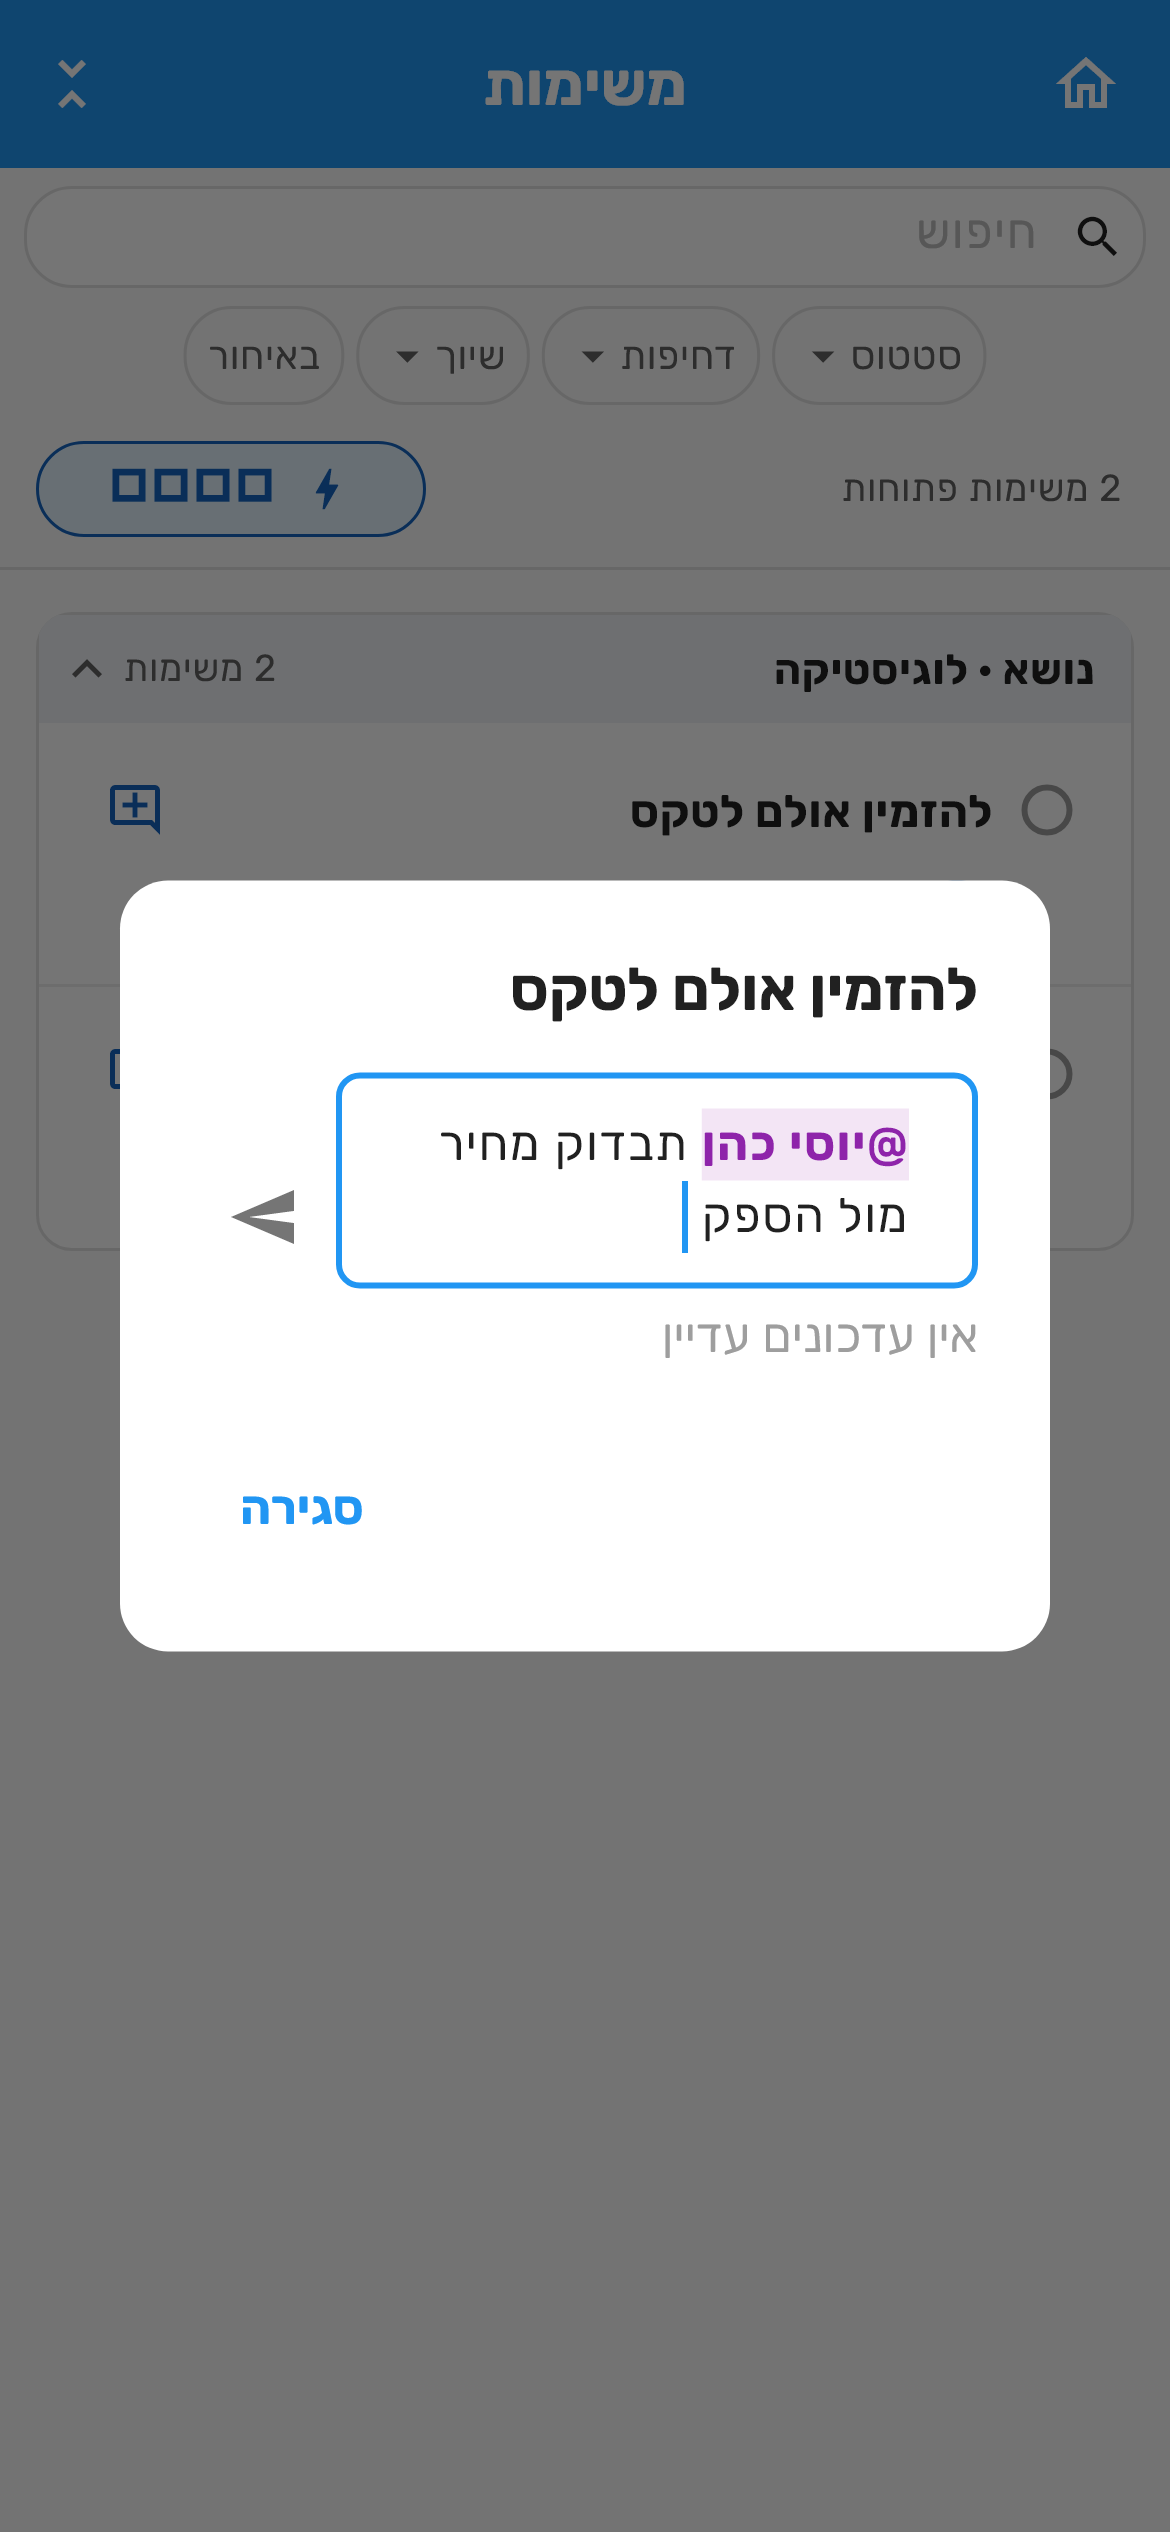 משימות
חיפוש
סטטוס
דחיפות
שיוך
באיחור
2 משימות פתוחות
נושא • לוגיסטיקה
2 משימות
להזמין אולם לטקס
להזמין אולם לטקס
@יוסי כהן תבדוק מחיר
מול הספק
אין עדכונים עדיין
סגירה